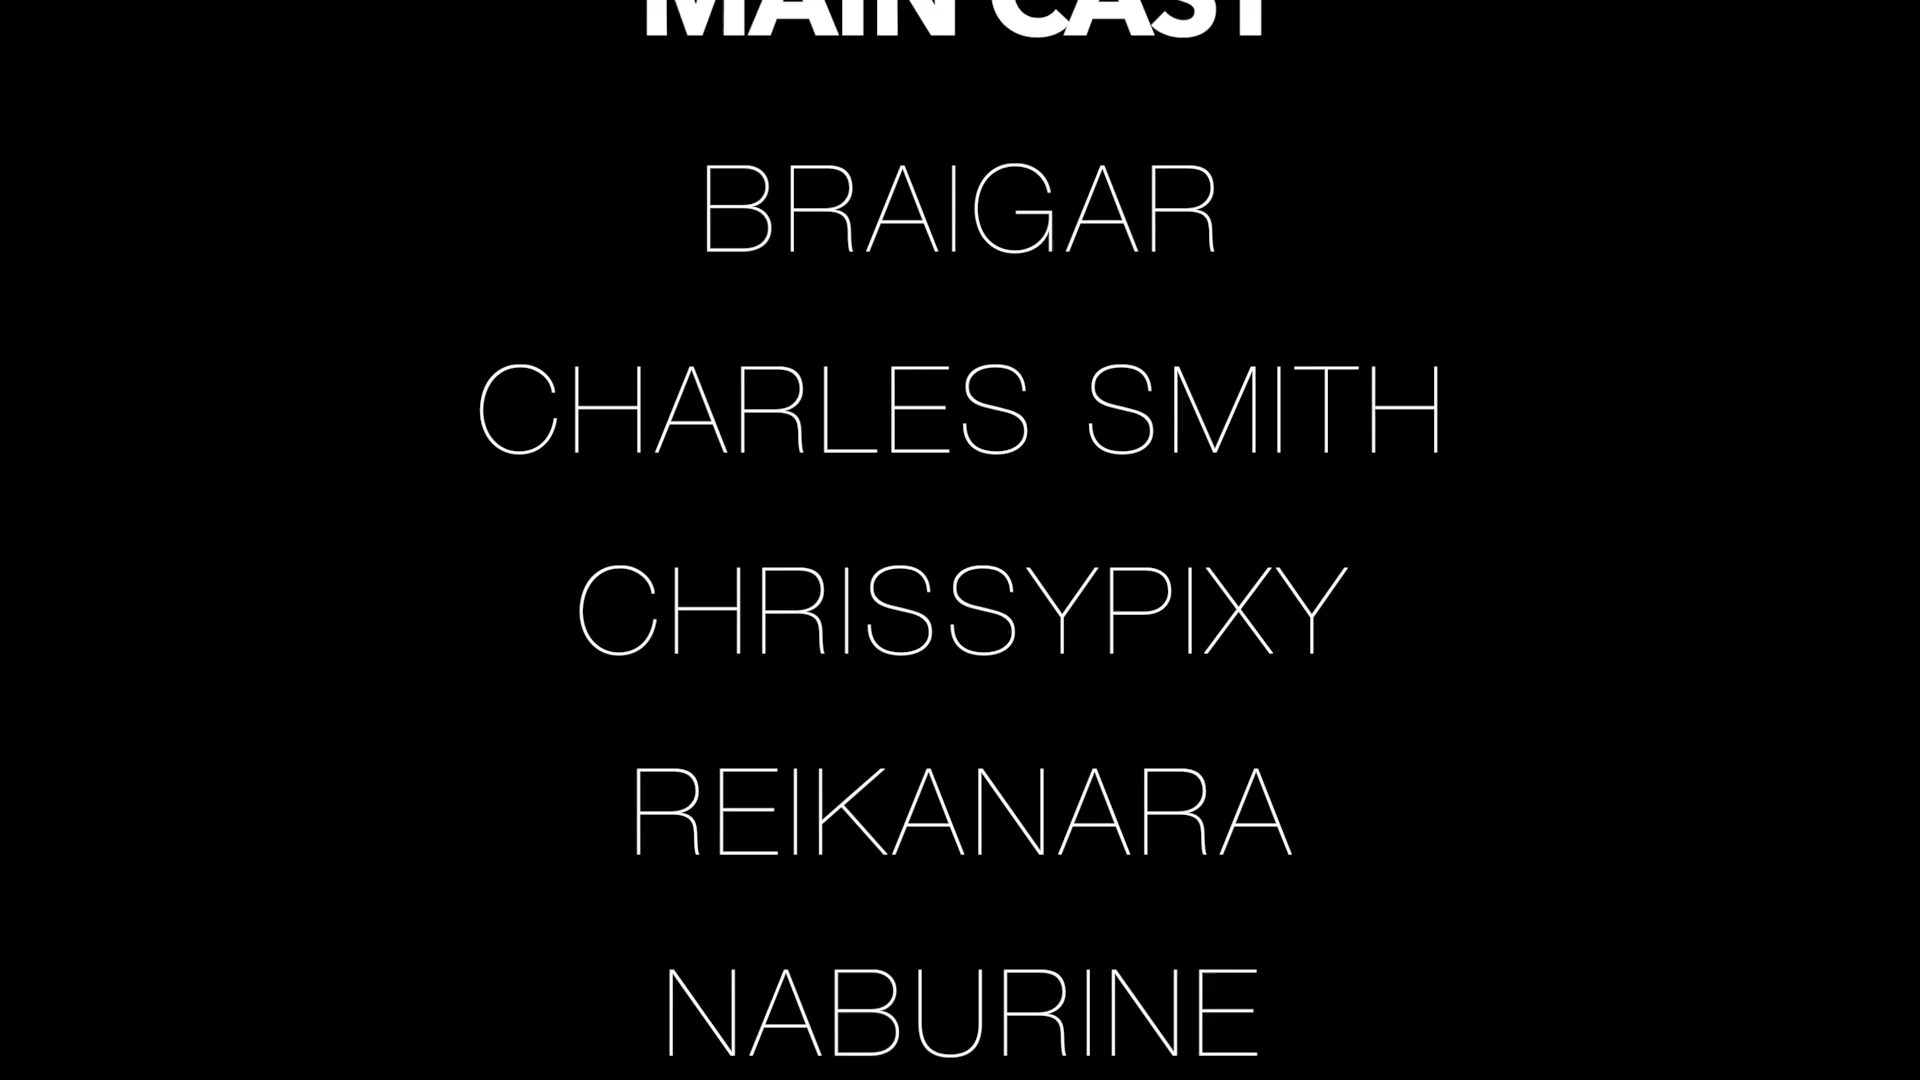 MAIN CAST
BRAIGAR
CHARLES SMITH
CHRISSYPIXY
REIKANARA
NABURINE